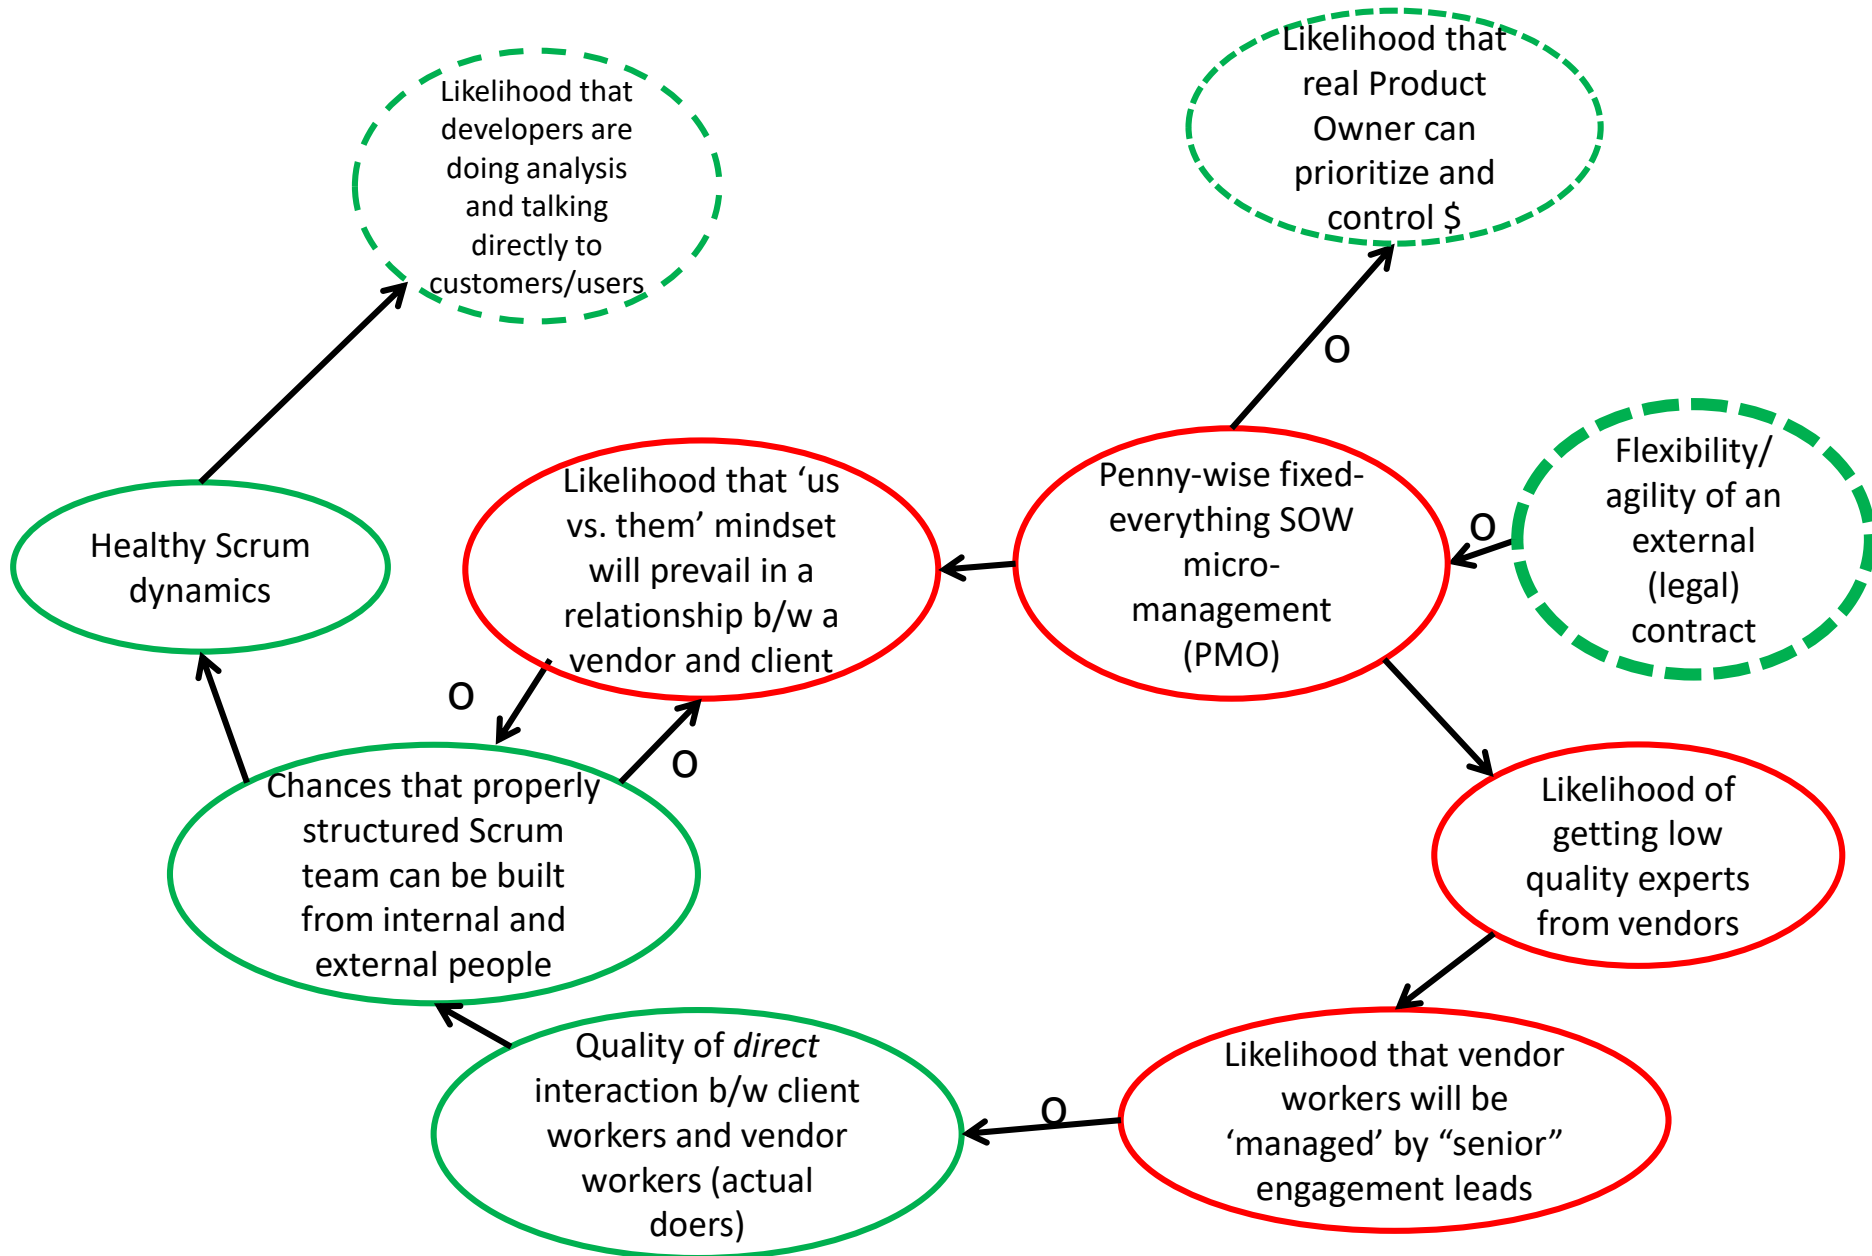 Likelihood that
real Product
Owner can
prioritize and
control $
Likelihood that
developers are
doing analysis
and talking
directly to
customers/users
O
Flexibility/
agility of an
external
(legal)
contract
O
Penny-wise fixed-
everything SOW
micro-
management
(PMO)
Likelihood that ‘us
vs. them’ mindset
will prevail in a
relationship b/w a
vendor and client
Healthy Scrum
dynamics
O
O
Chances that properly
structured Scrum
team can be built
from internal and
external people
Likelihood of
getting low
quality experts
from vendors
Quality of direct
interaction b/w client
workers and vendor
workers (actual
doers)
O
Likelihood that vendor
workers will be
‘managed’ by “senior”
engagement leads